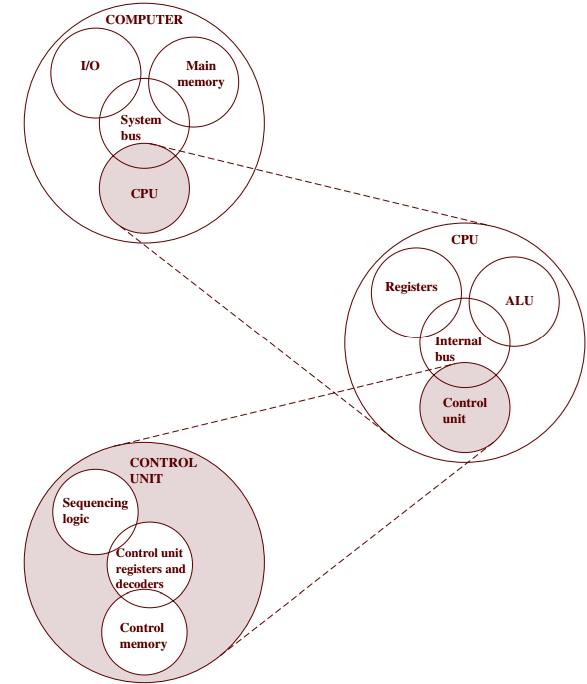 COMPUTER
I/O
Main
memory
System
bus
CPU
CPU
Registers
ALU
Internal
bus
Control
unit
CONTROL
UNIT
Sequencing
logic
Control unit
registers and
decoders
Control
memory